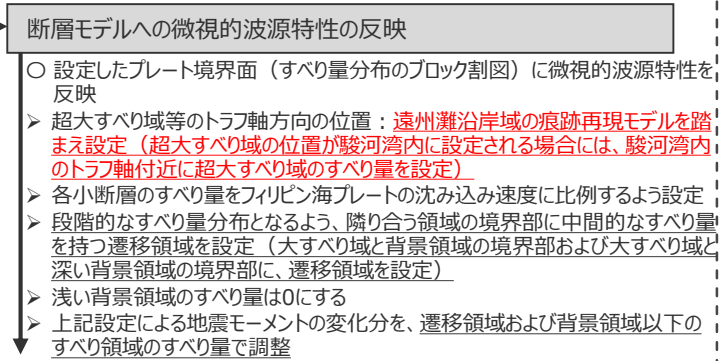 断層モデルへの微視的波源特性の反映
○ 設定したプレート境界面（すべり量分布のブロック割図）に微視的波源特性を
反映
➢ 超大すべり域等のトラフ軸方向の位置：遠州灘沿岸域の痕跡再現モデルを踏
まえ設定（超大すべり域の位置が駿河湾内に設定される場合には、駿河湾内
のトラフ軸付近に超大すべり域のすべり量を設定）
➢ 各小断層のすべり量をフィリピン海プレートの沈み込み速度に比例するよう設定
➢ 段階的なすべり量分布となるよう、隣り合う領域の境界部に中間的なすべり量
を持つ遷移領域を設定（大すべり域と背景領域の境界部および大すべり域と
深い背景領域の境界部に、遷移領域を設定）
➢ 浅い背景領域のすべり量は0にする
➢ 上記設定による地震モーメントの変化分を、遷移領域および背景領域以下の
すべり領域のすべり量で調整